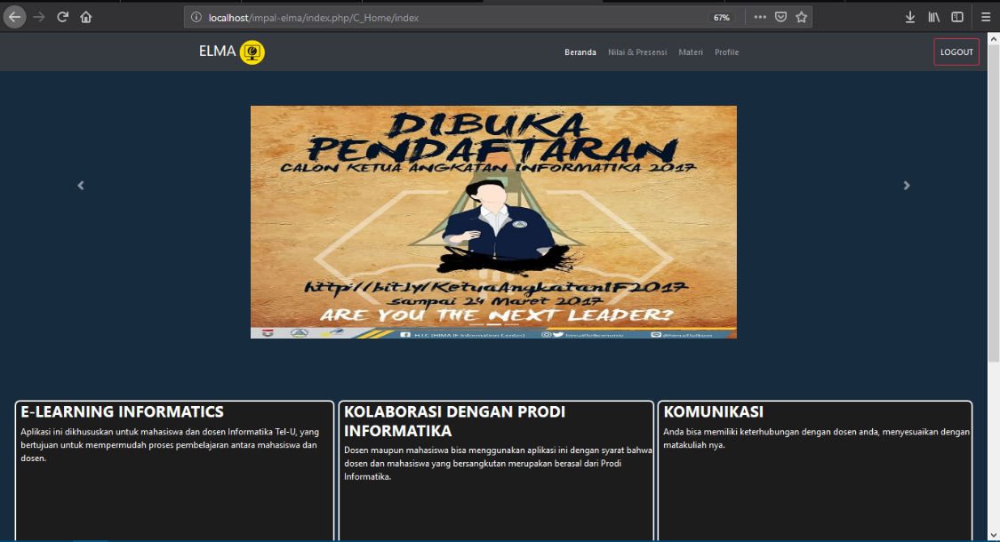 localhost/impal-elma/index.php/C_Home/index
67%
ELMA
Beranda
Nilai & Presensi
Materi
Profile
LOGOUT
DIBUKA
PENDAFTARAN
CALON KETUA ANGKATAN INFORMATIKA 2017
http://bit.ly/KetuaAngkatanIF2017
sampai 24 Maret 2017
ARE YOU THE NEXT LEADER?
(HIMA IF Information Center)
E-LEARNING INFORMATICS
Aplikasi ini dikhususkan untuk mahasiswa dan dosen Informatika Tel-U, yang
bertujuan untuk mempermudah proses pembelajaran antara mahasiswa dan
dosen.
KOLABORASI DENGAN PRODI
INFORMATIKA
Dosen maupun mahasiswa bisa menggunakan aplikasi ini dengan syarat bahwa
dosen dan mahasiswa yang bersangkutan merupakan berasal dari Prodi
Informatika.
KOMUNIKASI
Anda bisa memiliki keterhubungan dengan dosen anda, menyesuaikan dengan
matakuliah nya.